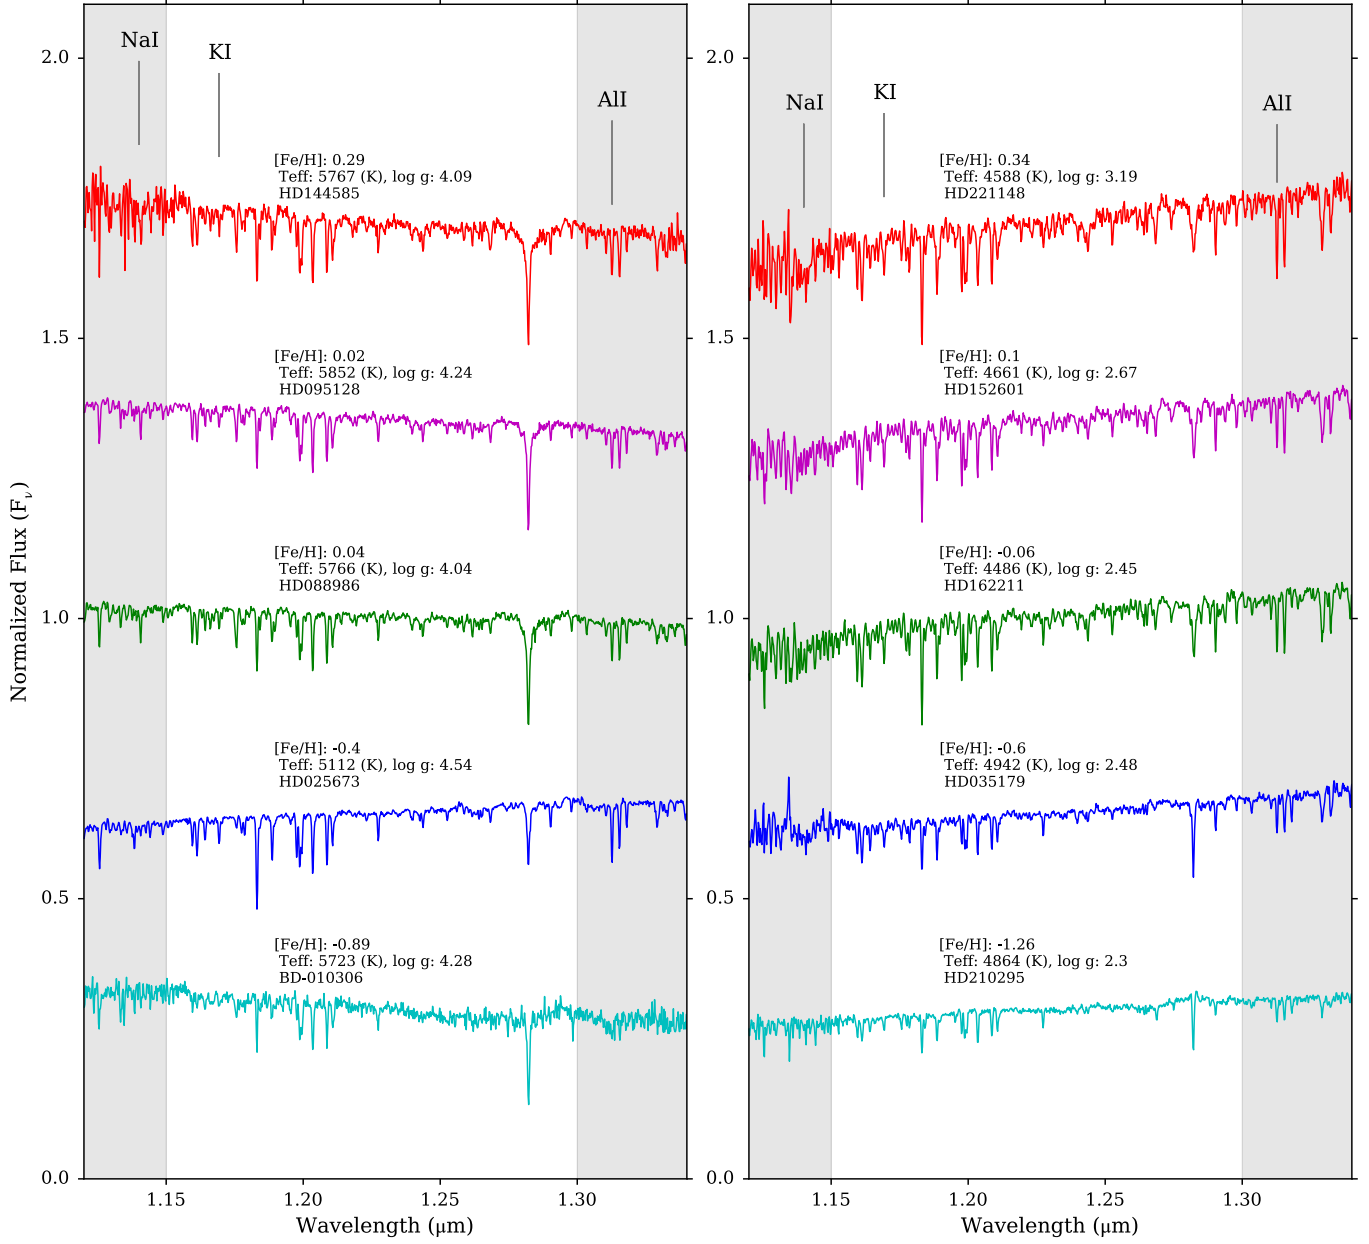 NaI
KI
AlI
[Fe/H]: 0.29
Teff: 5767 (K), log g: 4.09
HD144585
[Fe/H]: 0.02
Teff: 5852 (K), log g: 4.24
HD095128
[Fe/H]: 0.04
Teff: 5766 (K), log g: 4.04
HD088986
[Fe/H]: -0.4
Teff: 5112 (K), log g: 4.54
HD025673
[Fe/H]: -0.89
Teff: 5723 (K), log g: 4.28
BD-010306
2.0
1.5
1.0
0.5
0.0
Normalized Flux (Fν)
1.15
1.20
1.25
1.30
Wavelength (μm)
NaI
KI
AlI
[Fe/H]: 0.34
Teff: 4588 (K), log g: 3.19
HD221148
[Fe/H]: 0.1
Teff: 4661 (K), log g: 2.67
HD152601
[Fe/H]: -0.06
Teff: 4486 (K), log g: 2.45
HD162211
[Fe/H]: -0.6
Teff: 4942 (K), log g: 2.48
HD035179
[Fe/H]: -1.26
Teff: 4864 (K), log g: 2.3
HD210295
2.0
1.5
1.0
0.5
0.0
1.15
1.20
1.25
1.30
Wavelength (μm)